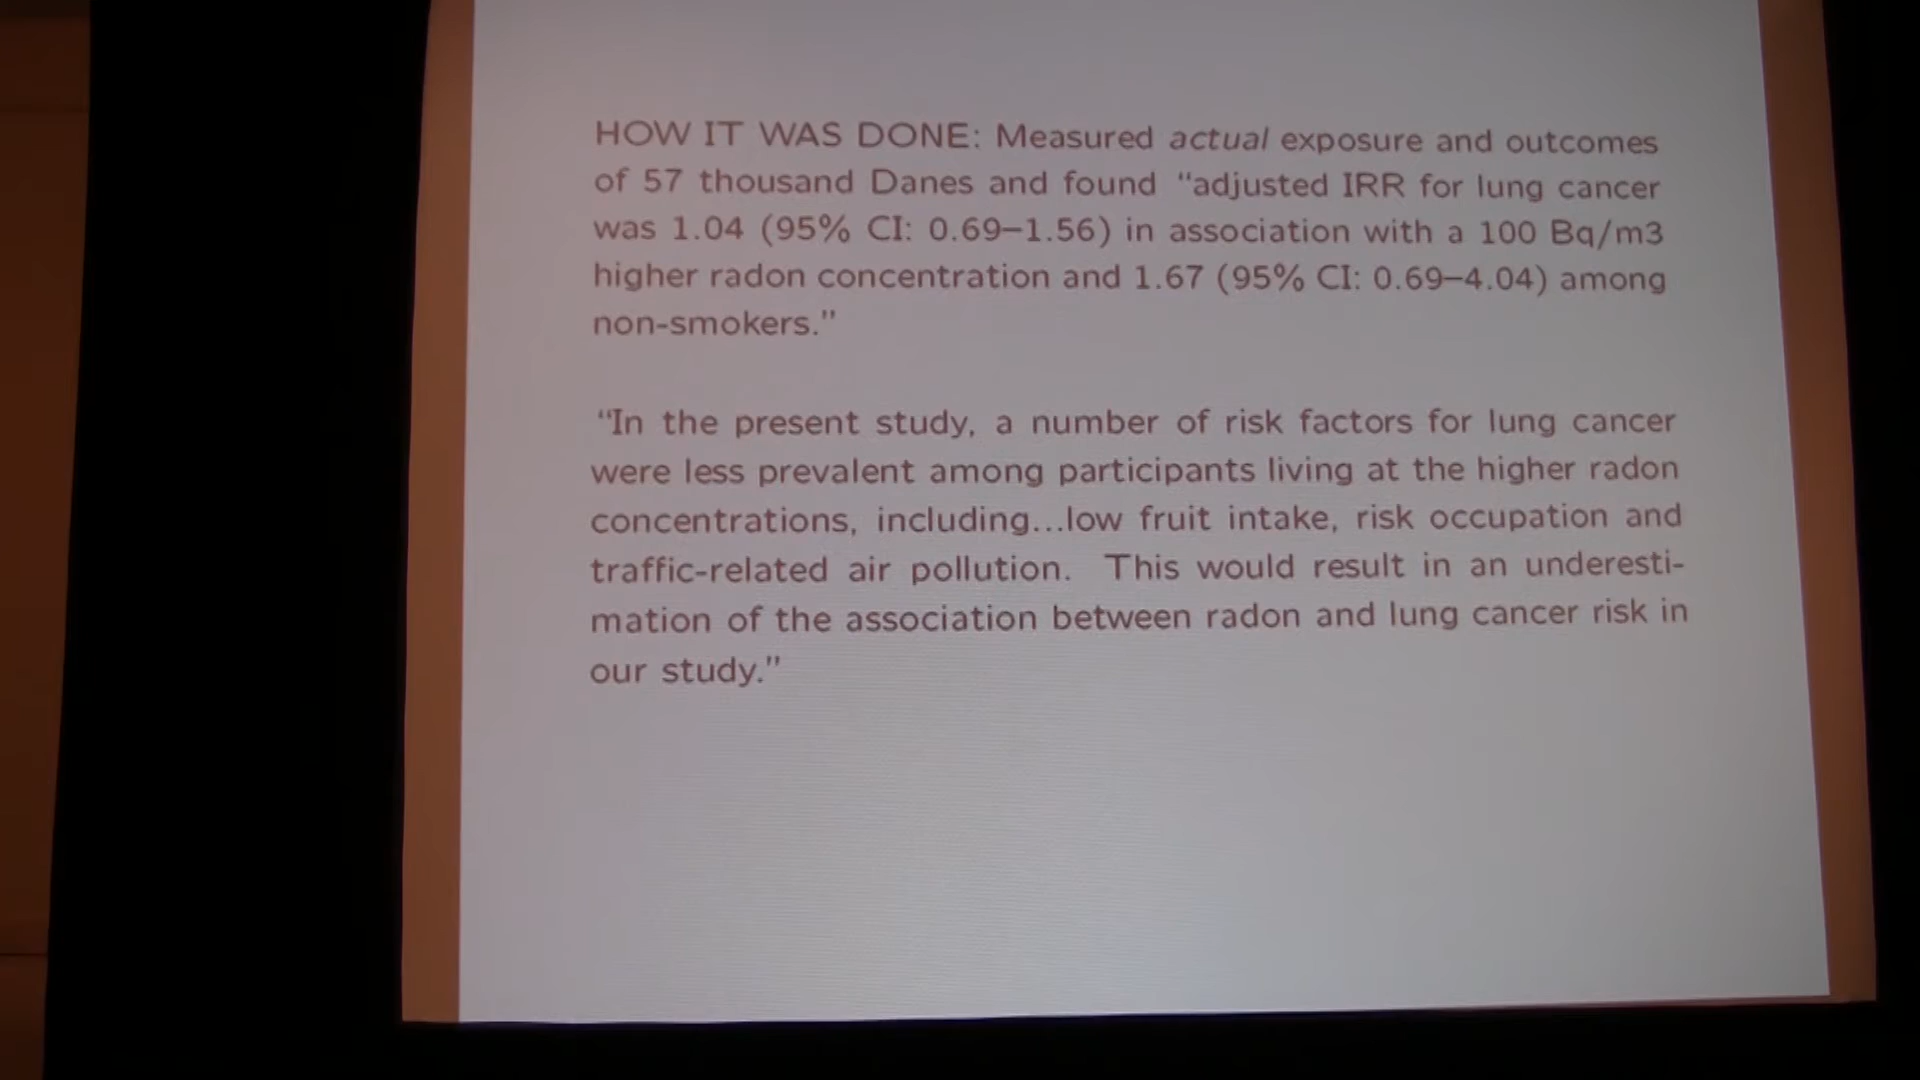 HOW IT WAS DONE: Measured actual exposure and outcomes
of 57 thousand Danes and found “adjusted IRR for lung cancer
was 1.04 (95% CI: 0.69–1.56) in association with a 100 Bq/m3
higher radon concentration and 1.67 (95% CI: 0.69–4.04) among
non-smokers.”
“In the present study, a number of risk factors for lung cancer
were less prevalent among participants living at the higher radon
concentrations, including...low fruit intake, risk occupation and
traffic-related air pollution. This would result in an underesti-
mation of the association between radon and lung cancer risk in
our study.”